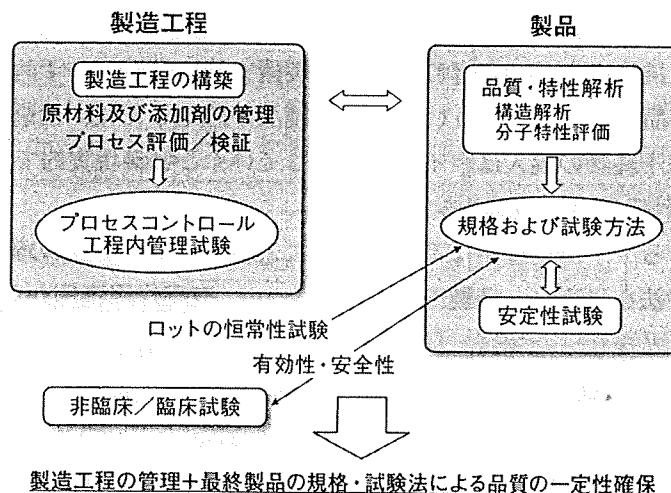 製造工程
製造工程の構築
原材料及び添加剤の管理
プロセス評価/検証
プロセスコントロール
工程内管理試験
製品
品質・特性解析
構造解析
分子特性評価
規格および試験方法
安定性試験
ロットの恒常性試験
有効性・安全性
非臨床/臨床試験
製造工程の管理+最終製品の規格・試験法による品質の一定性確保